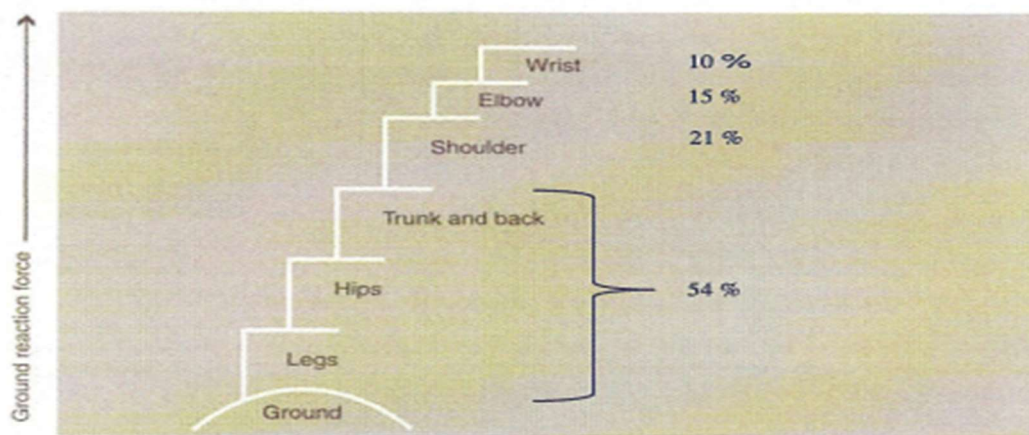 Wrist 10 %
Elbow 15 %
Shoulder 21 %
Trunk and back
Hips 54 %
Legs
Ground
Ground reaction force